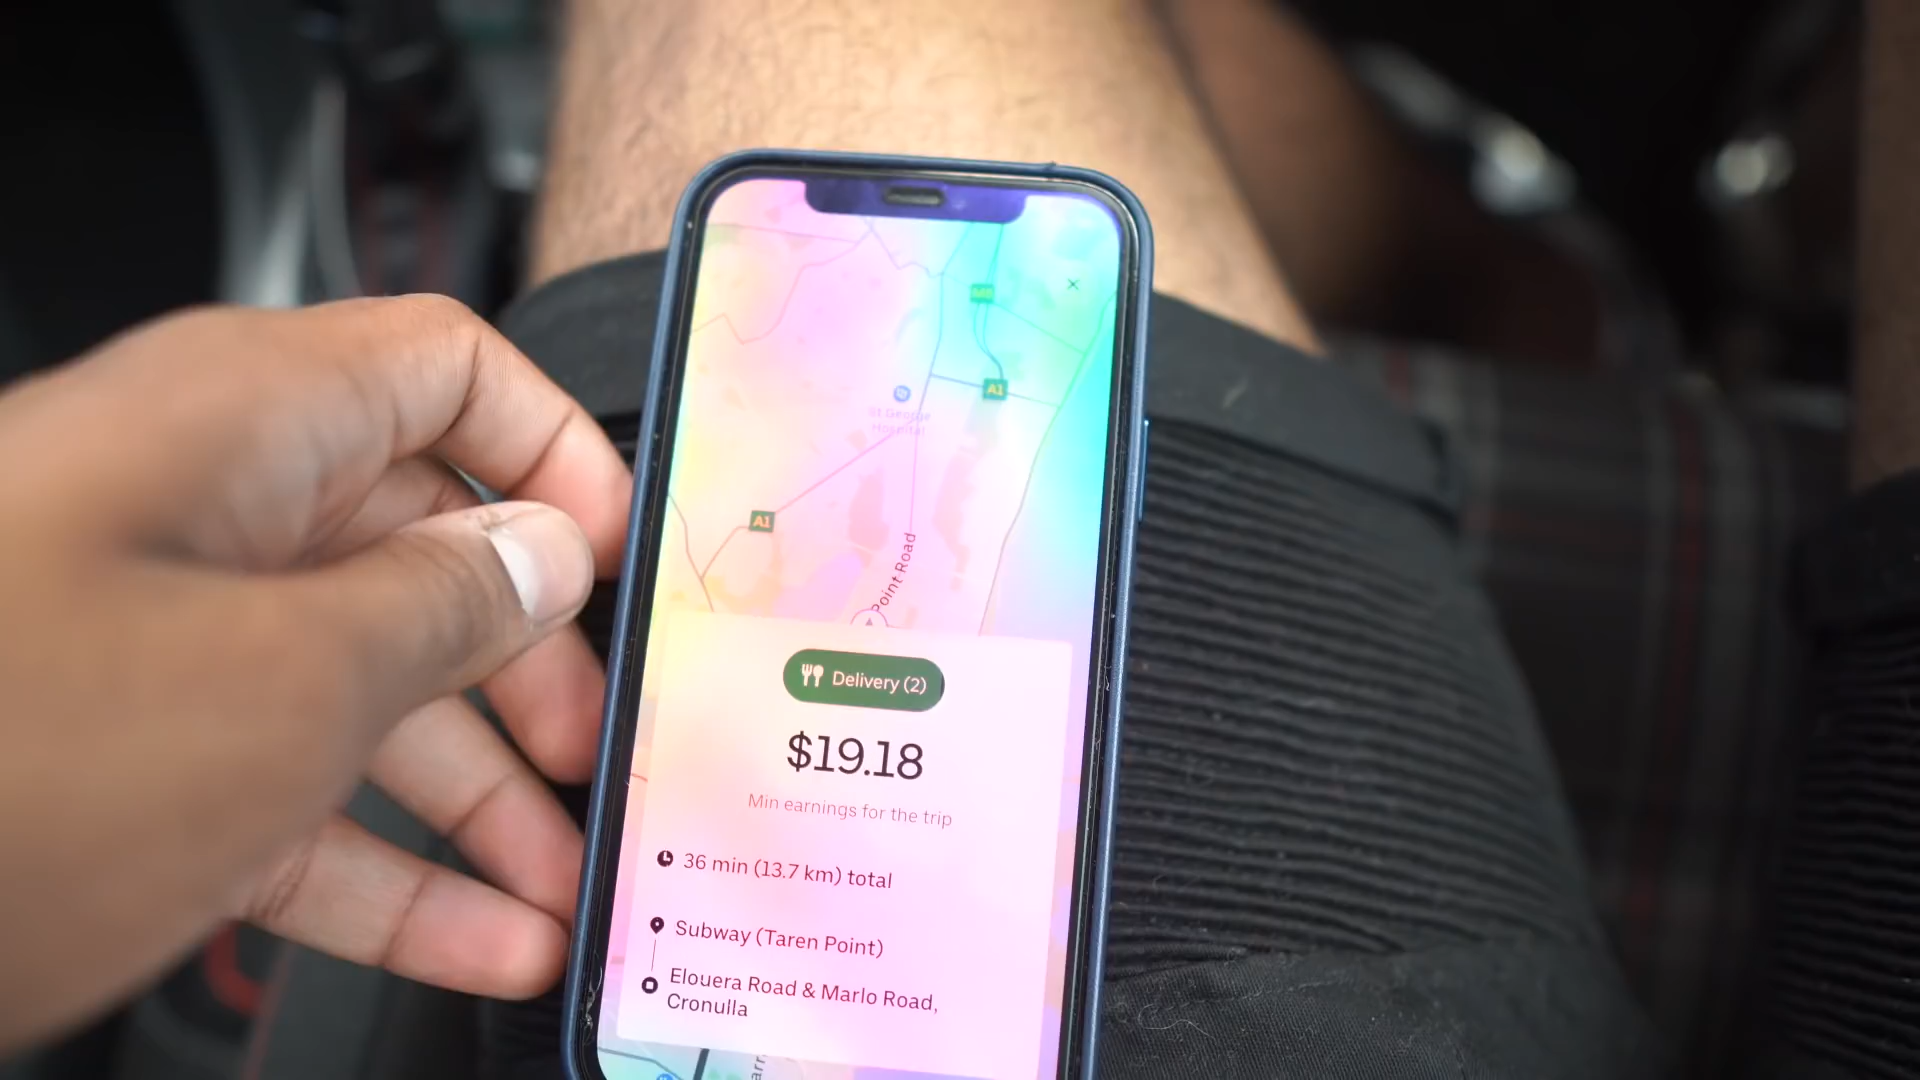 A1
St George
Hospital
A1
Point Road
Delivery (2)
$19.18
Min earnings for the trip
36 min (13.7 km) total
Subway (Taren Point)
Elouera Road & Marlo Road,
Cronulla